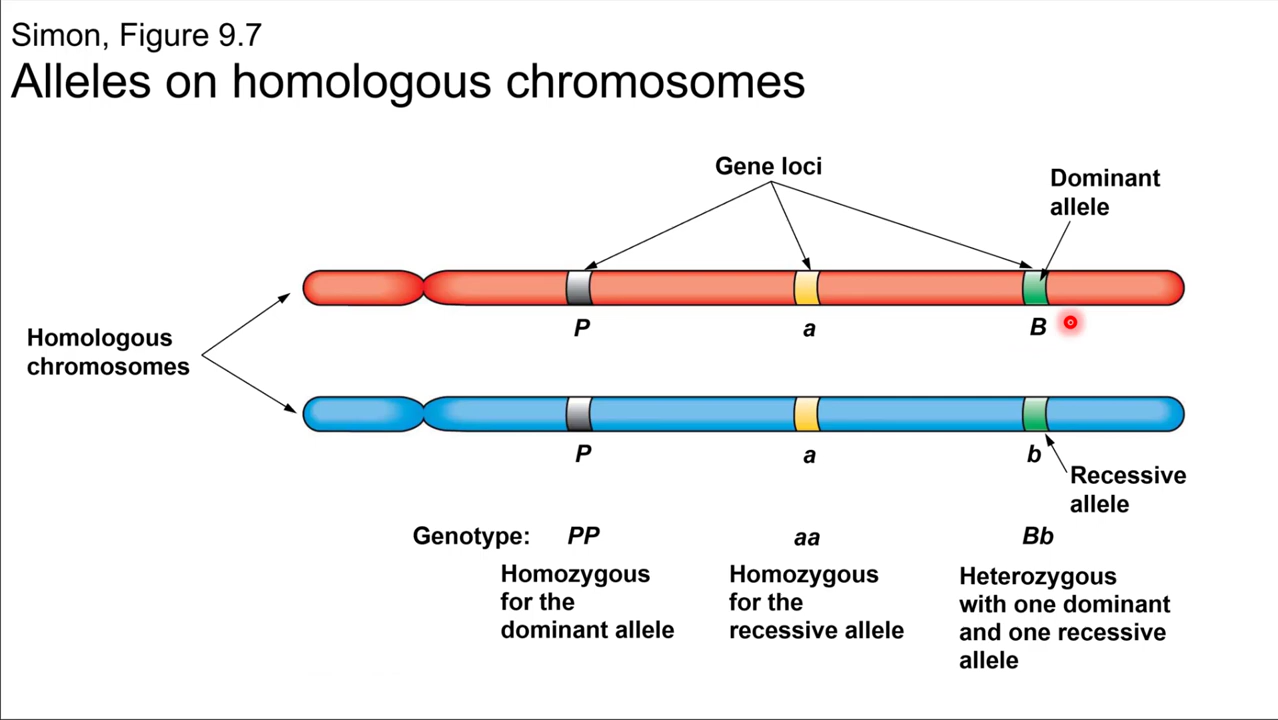 Simon, Figure 9.7
Alleles on homologous chromosomes
Gene loci
Dominant
allele
P
a
B
Homologous
chromosomes
P
a
b
Recessive
allele
Genotype: PP aa Bb
Homozygous
for the
dominant allele
Homozygous
for the
recessive allele
Heterozygous
with one dominant
and one recessive
allele